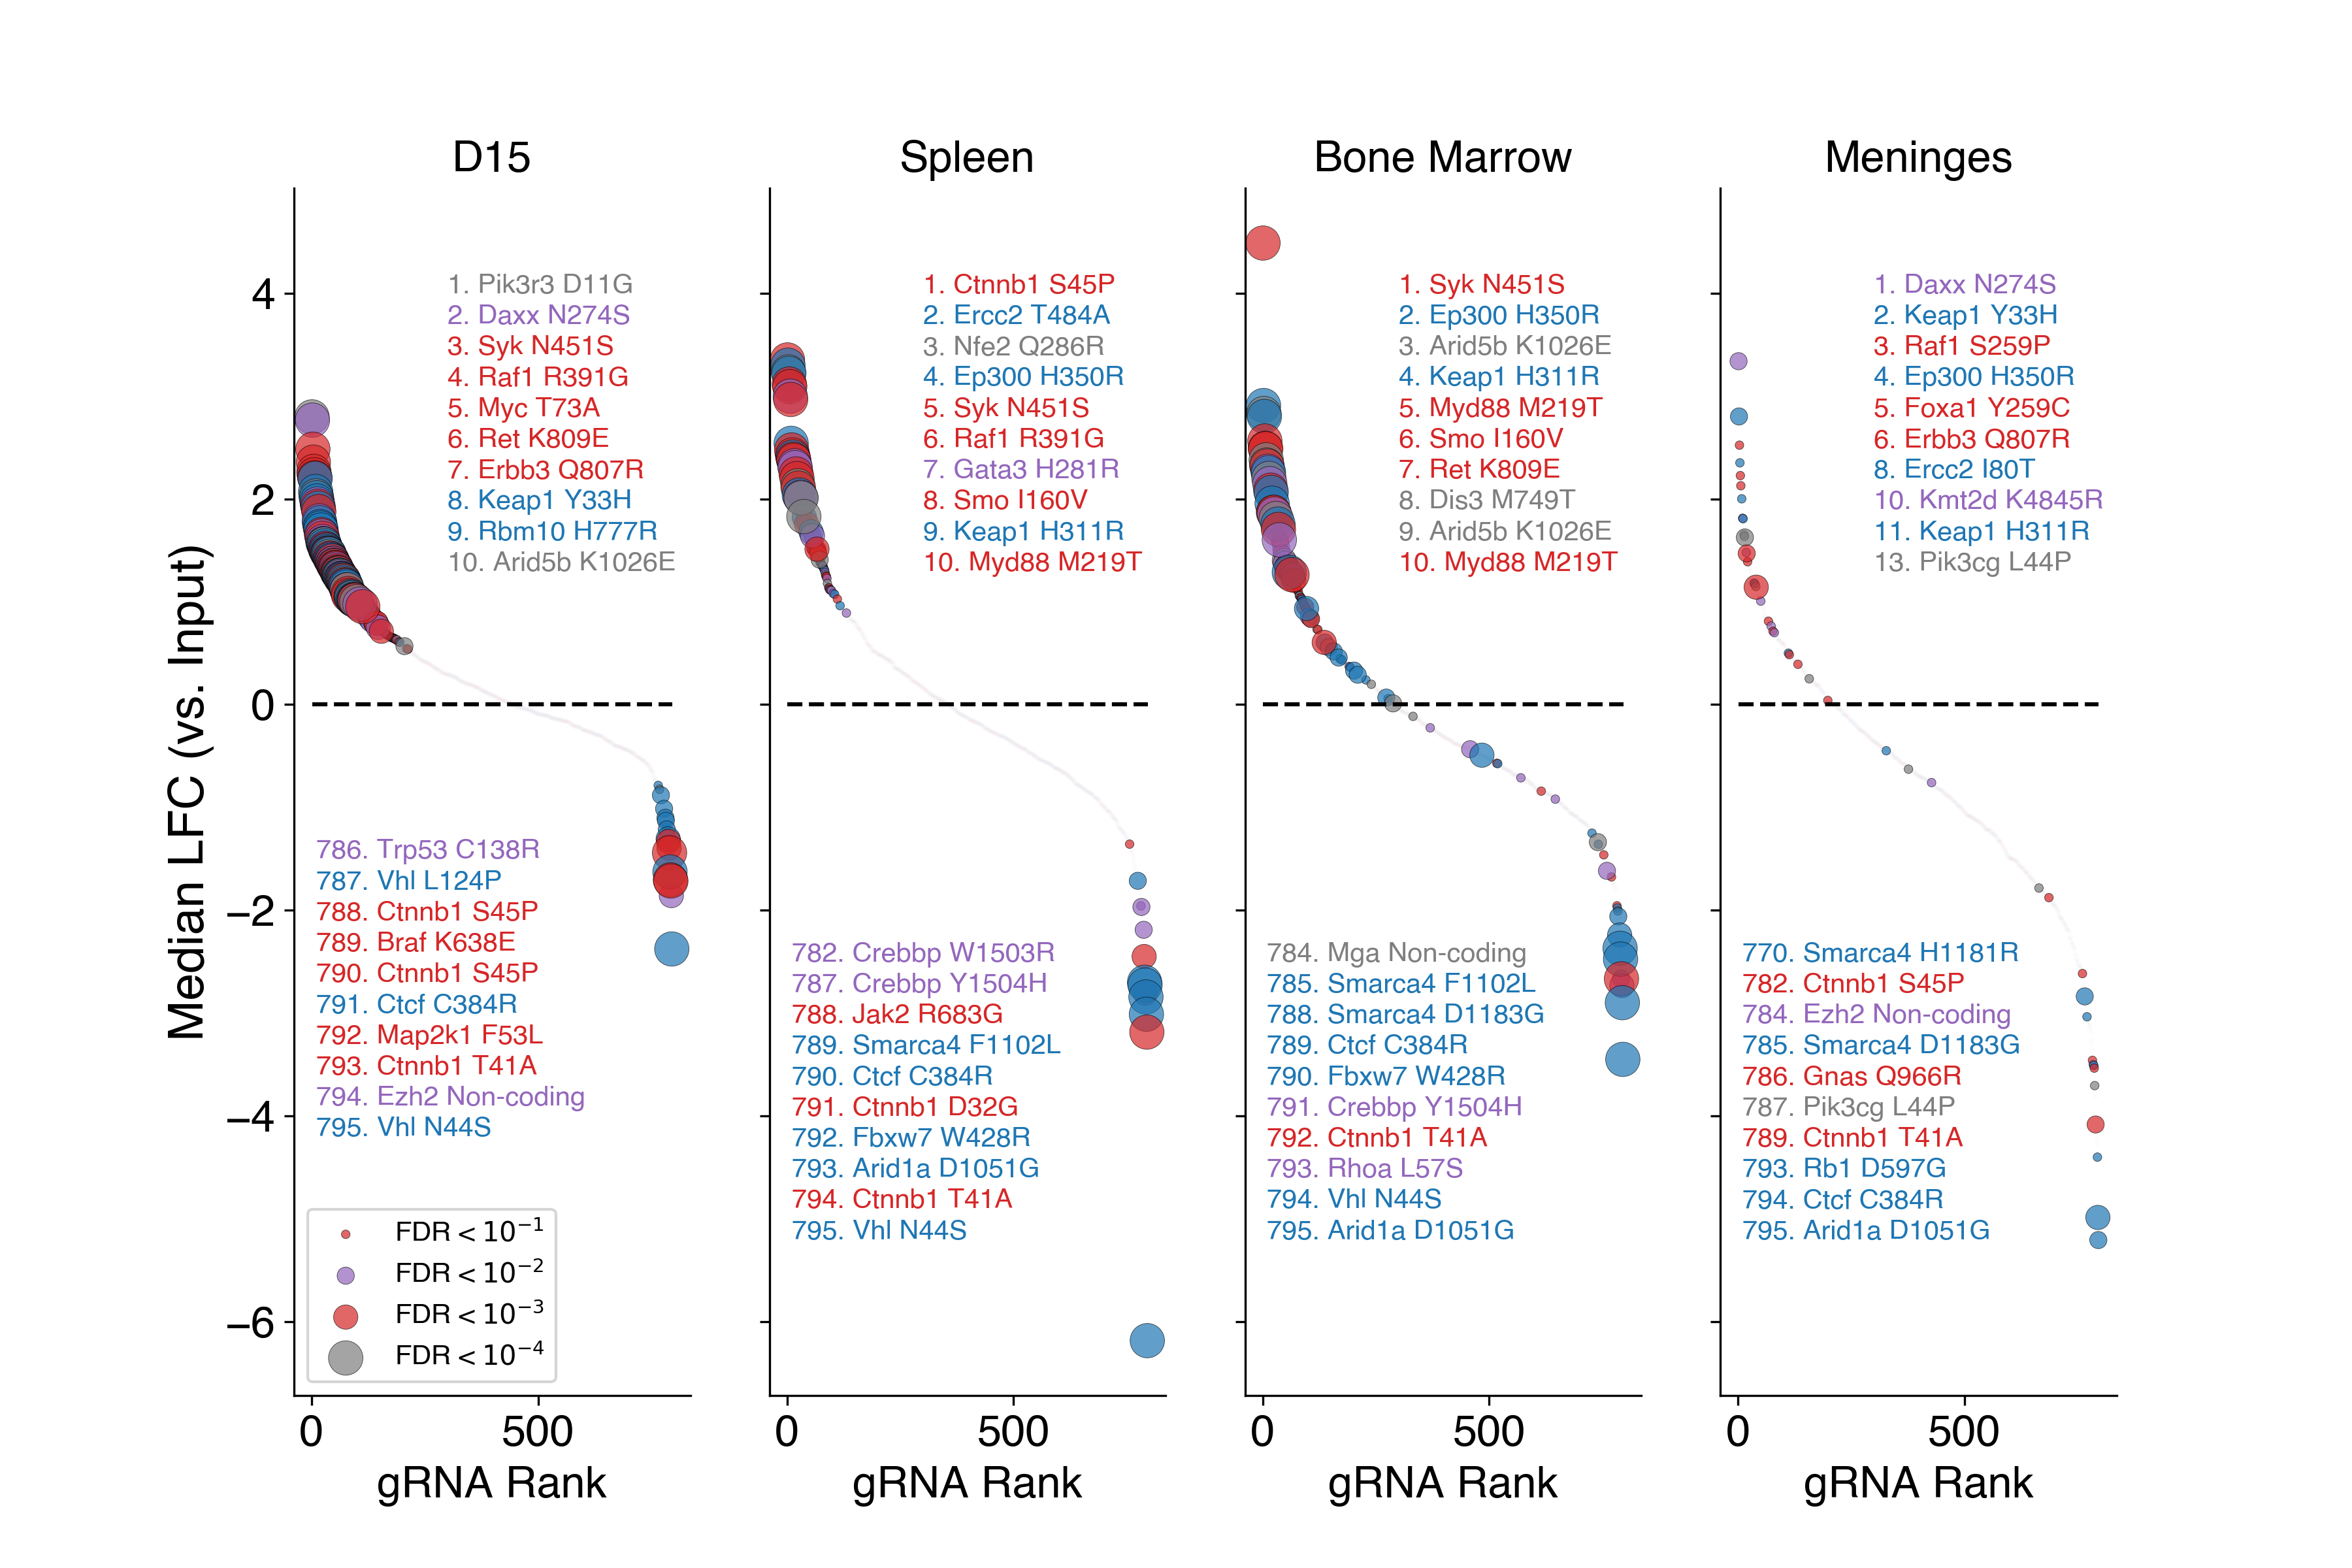 D15
Spleen
Bone Marrow
Meninges
Median LFC (vs. Input)
4
2
0
−2
−4
−6
1. Pik3r3 D11G
2. Daxx N274S
3. Syk N451S
4. Raf1 R391G
5. Myc T73A
6. Ret K809E
7. Erbb3 Q807R
8. Keap1 Y33H
9. Rbm10 H777R
10. Arid5b K1026E
786. Trp53 C138R
787. Vhl L124P
788. Ctnnb1 S45P
789. Braf K638E
790. Ctnnb1 S45P
791. Ctcf C384R
792. Map2k1 F53L
793. Ctnnb1 T41A
794. Ezh2 Non-coding
795. Vhl N44S
FDR < 10⁻¹
FDR < 10⁻²
FDR < 10⁻³
FDR < 10⁻⁴
0 500
gRNA Rank
1. Ctnnb1 S45P
2. Ercc2 T484A
3. Nfe2 Q286R
4. Ep300 H350R
5. Syk N451S
6. Raf1 R391G
7. Gata3 H281R
8. Smo I160V
9. Keap1 H311R
10. Myd88 M219T
782. Crebbp W1503R
787. Crebbp Y1504H
788. Jak2 R683G
789. Smarca4 F1102L
790. Ctcf C384R
791. Ctnnb1 D32G
792. Fbxw7 W428R
793. Arid1a D1051G
794. Ctnnb1 T41A
795. Vhl N44S
0 500
gRNA Rank
1. Syk N451S
2. Ep300 H350R
3. Arid5b K1026E
4. Keap1 H311R
5. Myd88 M219T
6. Smo I160V
7. Ret K809E
8. Dis3 M749T
9. Arid5b K1026E
10. Myd88 M219T
784. Mga Non-coding
785. Smarca4 F1102L
788. Smarca4 D1183G
789. Ctcf C384R
790. Fbxw7 W428R
791. Crebbp Y1504H
792. Ctnnb1 T41A
793. Rhoa L57S
794. Vhl N44S
795. Arid1a D1051G
0 500
gRNA Rank
1. Daxx N274S
2. Keap1 Y33H
3. Raf1 S259P
4. Ep300 H350R
5. Foxa1 Y259C
6. Erbb3 Q807R
8. Ercc2 I80T
10. Kmt2d K4845R
11. Keap1 H311R
13. Pik3cg L44P
770. Smarca4 H1181R
782. Ctnnb1 S45P
784. Ezh2 Non-coding
785. Smarca4 D1183G
786. Gnas Q966R
787. Pik3cg L44P
789. Ctnnb1 T41A
793. Rb1 D597G
794. Ctcf C384R
795. Arid1a D1051G
0 500
gRNA Rank